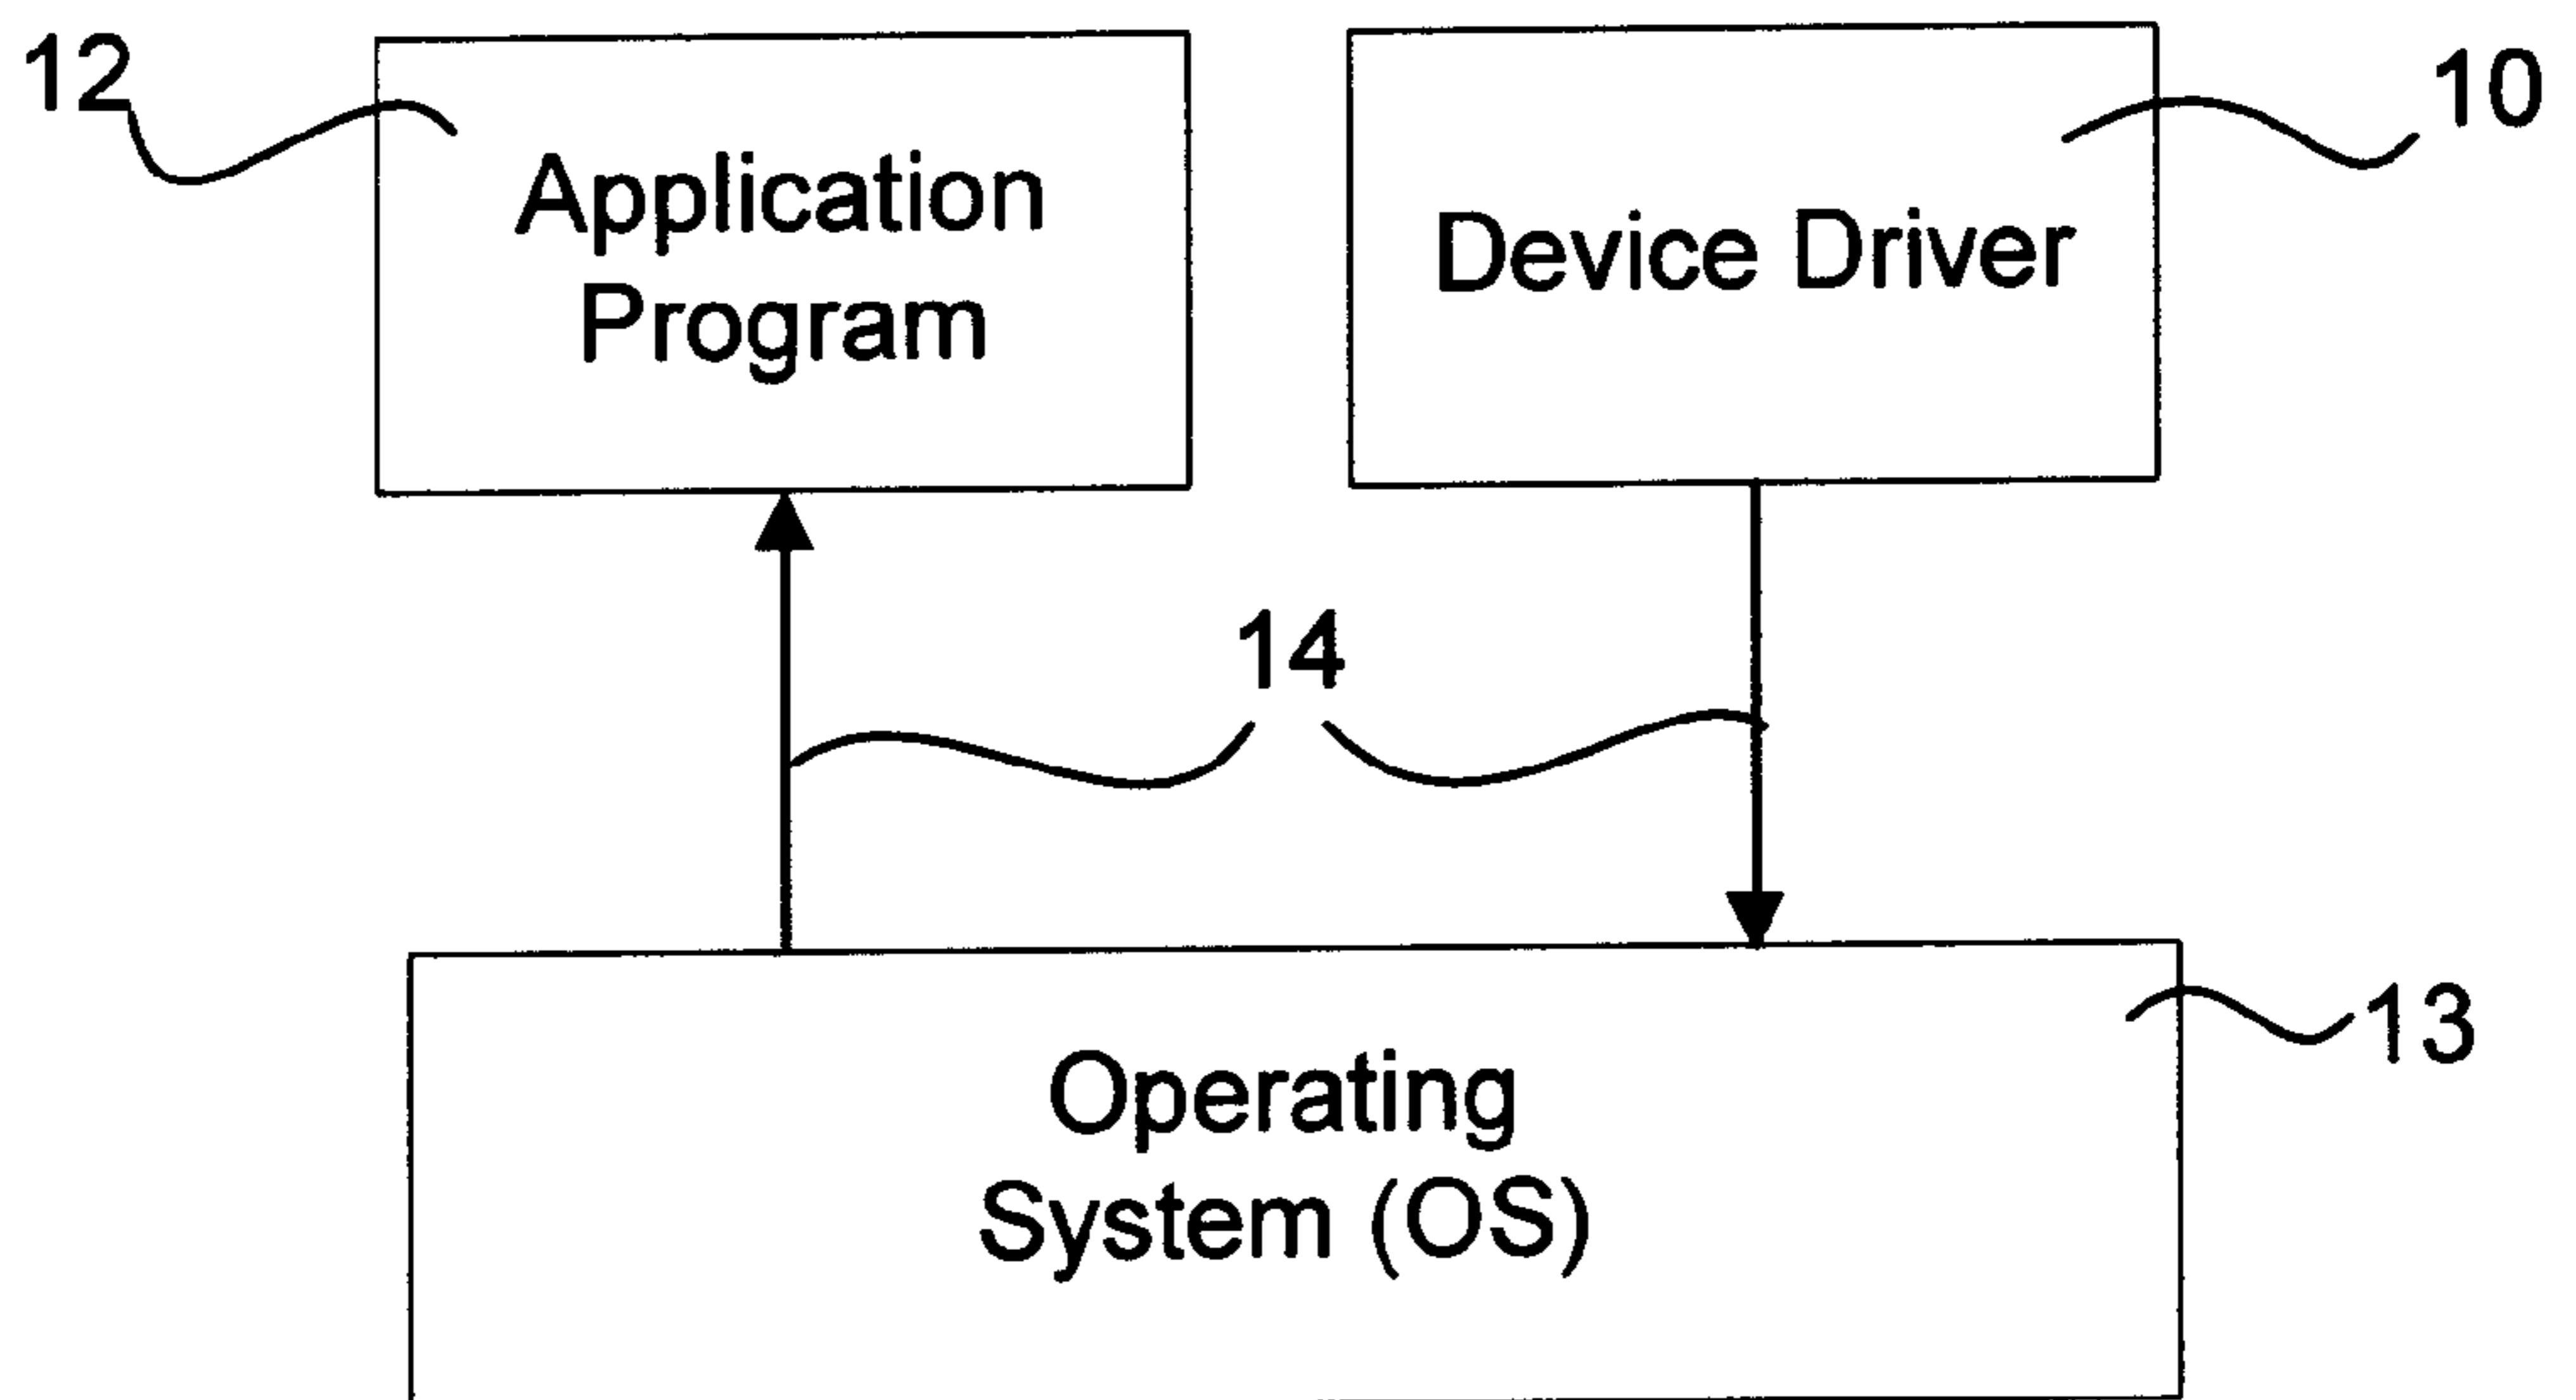 12
Application
Program
Device Driver
10
14
13
Operating
System (OS)